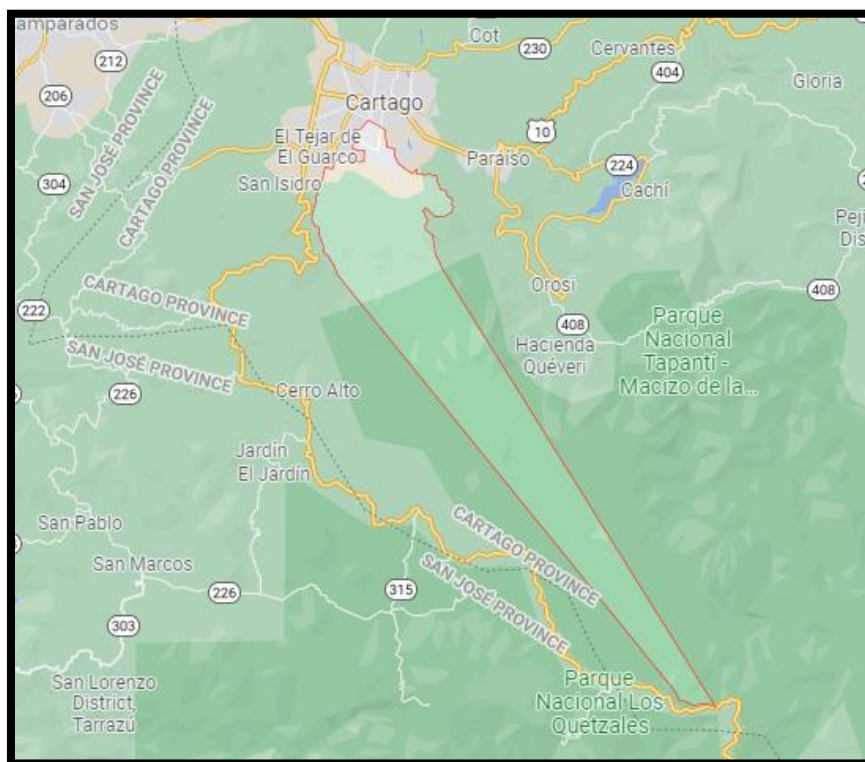 amparados
Cot
230
Cervantes
212
404
Gloria
206
Cartago
10
El Tejar de
El Guarco
Paraíso
224
San Isidro
Cachí
304
SAN JOSÉ PROVINCE
CARTAGO PROVINCE
Peji
Dis
Orosi
408
CARTAGO PROVINCE
222
Parque
Nacional
Tapantí -
Macizo de la...
408
Hacienda
Quéveri
SAN JOSÉ PROVINCE
226
Cerro Alto
Jardín
El Jardín
San Pablo
CARTAGO PROVINCE
SAN JOSÉ PROVINCE
San Marcos
226
315
303
San Lorenzo
District,
Tarrazú
Parque
Nacional Los
Quetzales